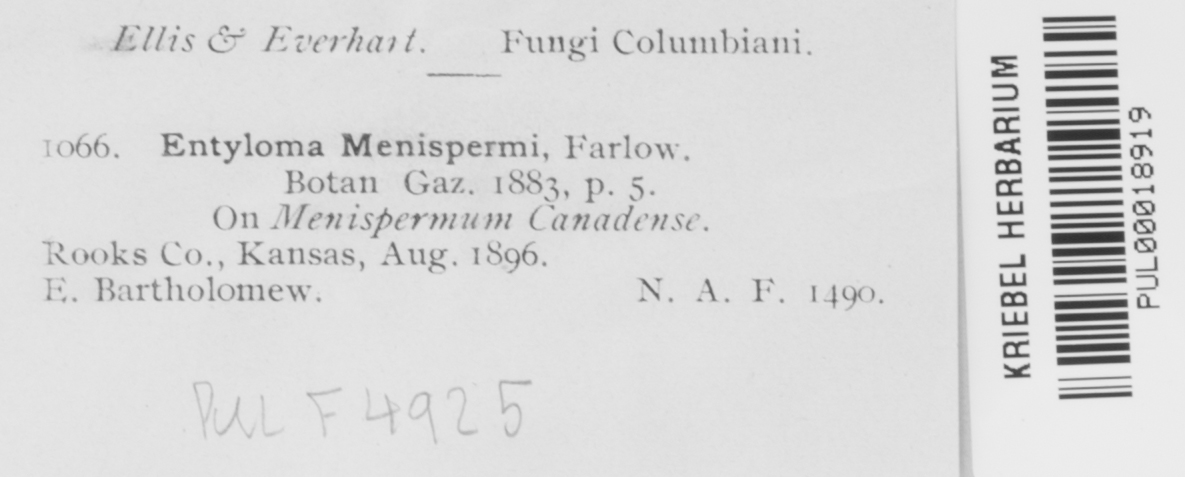 Ellis & Everhart. Fungi Columbiani.
1066. Entyloma Menispermi, Farlow.
Botan Gaz. 1883, p. 5.
On Menispermum Canadense.
Rooks Co., Kansas, Aug. 1896.
E. Bartholomew. N. A. F. 1490.
PUL F 4925
KRIEBEL HERBARIUM
PUL00018919